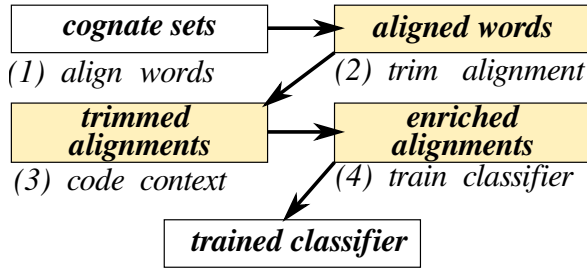 cognate sets
aligned words
(1) align words
(2) trim alignment
trimmed
alignments
enriched
alignments
(3) code context
(4) train classifier
trained classifier